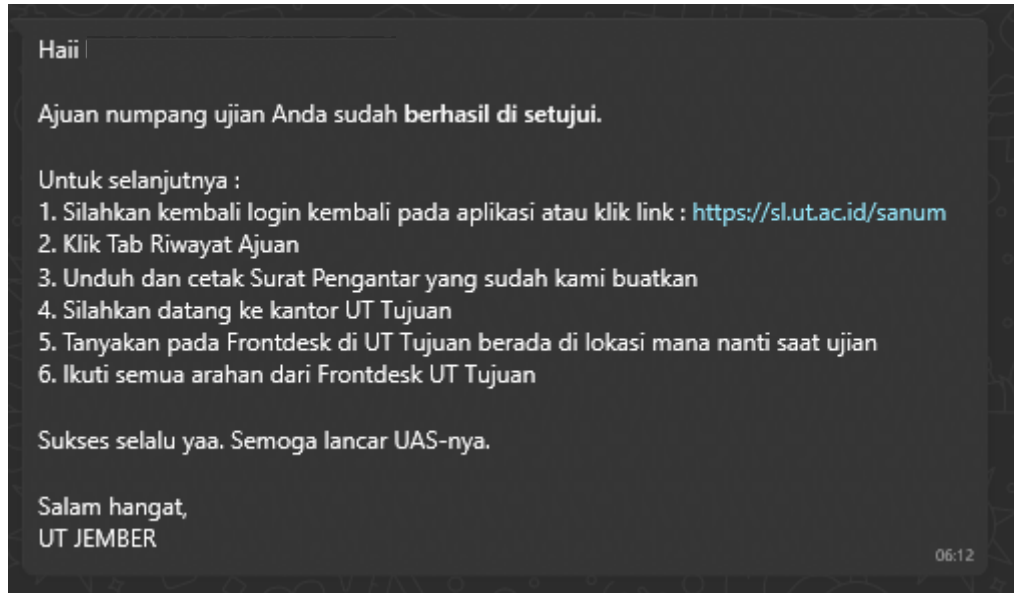 Haii
Ajuan numpang ujian Anda sudah berhasil di setujui.
Untuk selanjutnya :
1. Silahkan kembali login kembali pada aplikasi atau klik link : https://sl.ut.ac.id/sanum
2. Klik Tab Riwayat Ajuan
3. Unduh dan cetak Surat Pengantar yang sudah kami buatkan
4. Silahkan datang ke kantor UT Tujuan
5. Tanyakan pada Frontdesk di UT Tujuan berada di lokasi mana nanti saat ujian
6. Ikuti semua arahan dari Frontdesk UT Tujuan
Sukses selalu yaa. Semoga lancar UAS-nya.
Salam hangat,
UT JEMBER
06:12